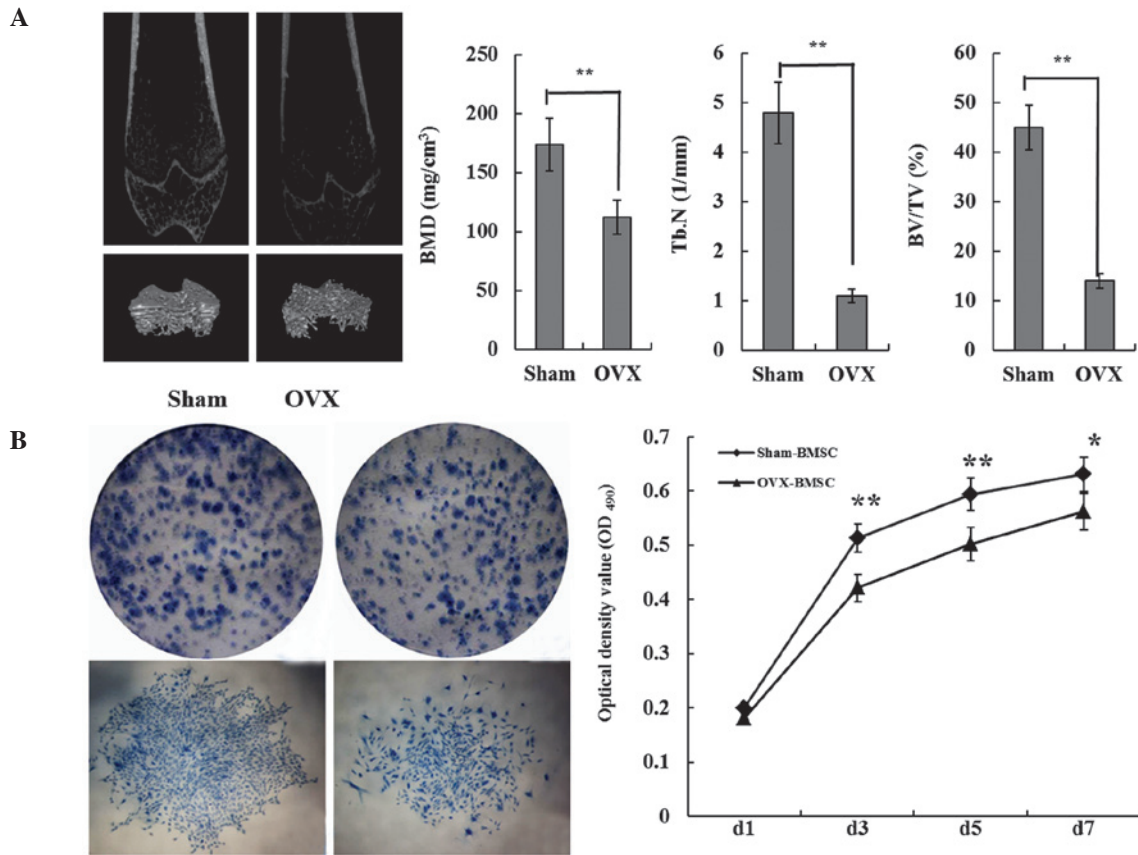 A
BMD (mg/cm³)
250
200
150
100
50
0
**
Sham OVX
Tb.N (1/mm)
6
5
4
3
2
1
0
**
Sham OVX
BV/TV (%)
60
50
40
30
20
10
0
**
Sham OVX
Sham OVX
B
Optical density value (OD 490)
0.7
0.6
0.5
0.4
0.3
0.2
0.1
0
Sham-BMSC
OVX-BMSC
**
**
*
d1 d3 d5 d7